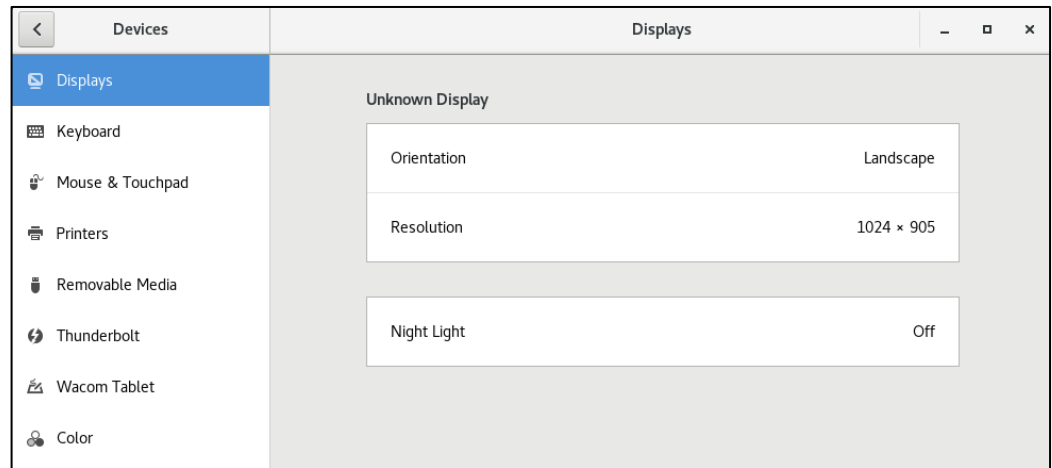 Devices
Displays
Displays
Keyboard
Mouse & Touchpad
Printers
Removable Media
Thunderbolt
Wacom Tablet
Color
Unknown Display
Orientation Landscape
Resolution 1024 × 905
Night Light Off